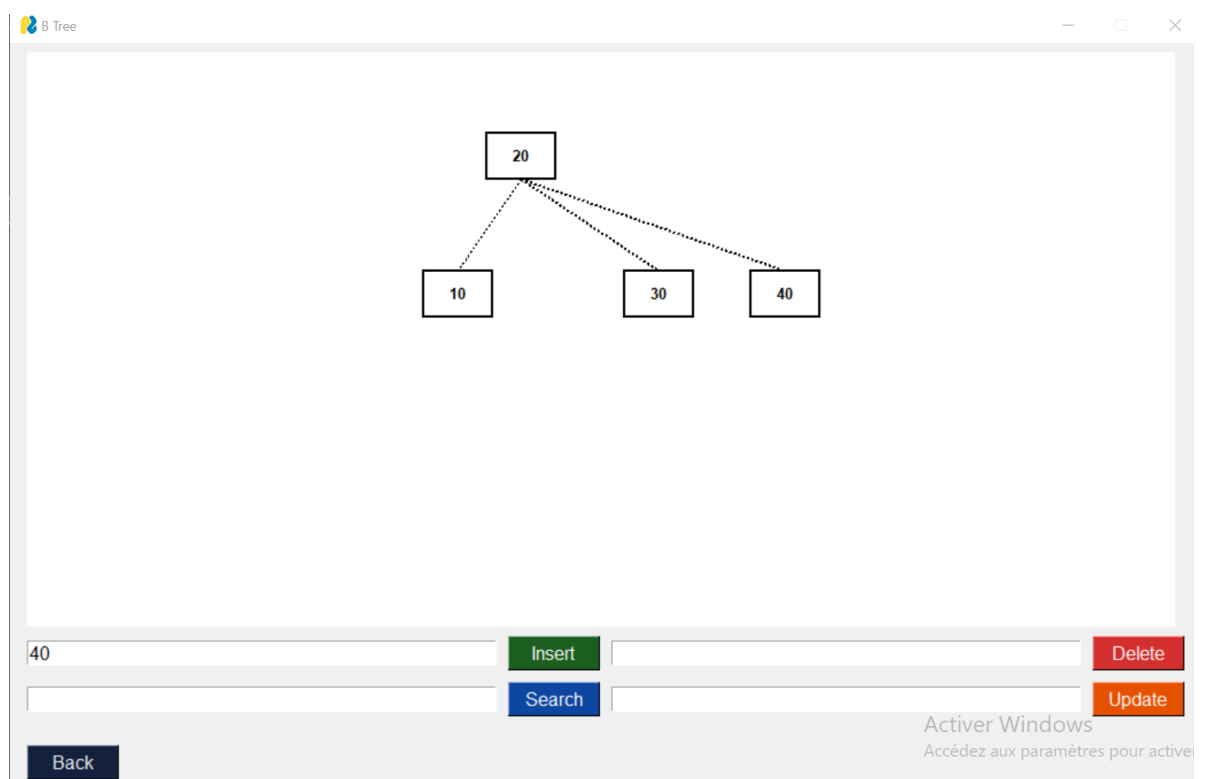 B Tree
20
10 30 40
40 Insert Delete
Search Update
Activer Windows
Accédez aux paramètres pour activer
Back